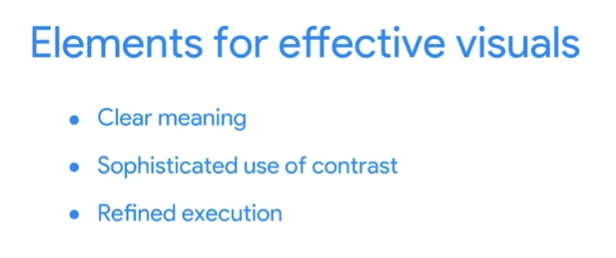 Elements for effective visuals
• Clear meaning
• Sophisticated use of contrast
• Refined execution